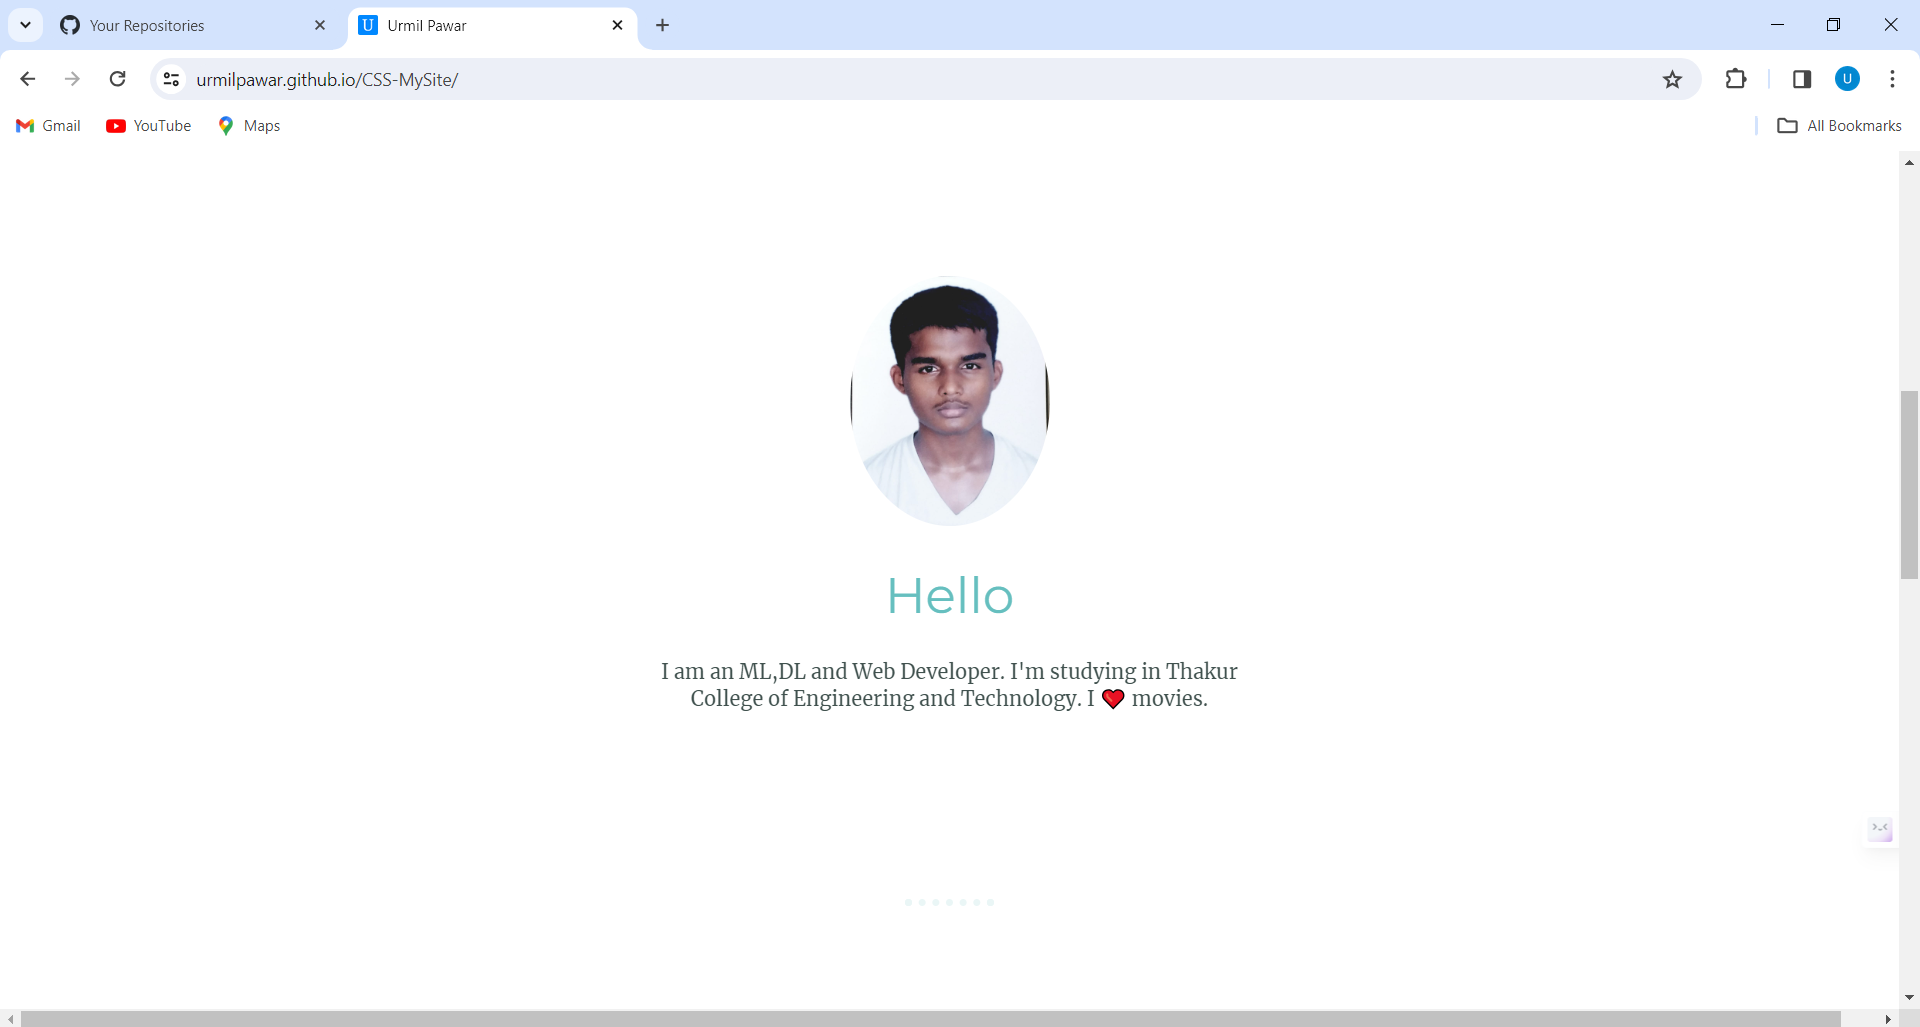 Your Repositories
U Urmil Pawar
urmilpawar.github.io/CSS-MySite/
U
Gmail
YouTube
Maps
All Bookmarks
Hello
I am an ML,DL and Web Developer. I'm studying in Thakur
College of Engineering and Technology. I ❤ movies.